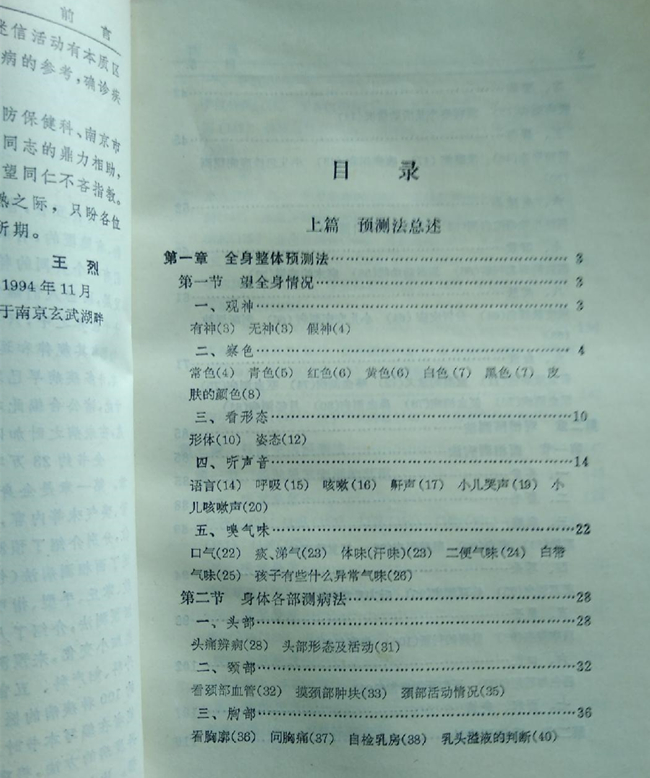 前言
迷信活动有本质区
病的参考,确诊疾
防保健科、南京市
同志的鼎力相助,
望同仁不吝指教。
之际,只盼各位
所期。
王烈
1994年11月
于南京玄武湖畔
目录
上篇 预测法总述
第一章 全身整体预测法……3
第一节 望全身情况……3
一、观神……3
有神(3) 无神(3) 假神(4)
二、察色……4
常色(4) 青色(5) 红色(6) 黄色(6) 白色(7) 黑色(7) 皮
肤的颜色(8)
三、看形态……10
形体(10) 姿态(12)
四、听声音……14
语言(14) 呼吸(15) 咳嗽(16) 鼾声(17) 小儿哭声(19) 小
儿咳嗽声(20)
五、嗅气味……22
口气(22) 痰、涕气(23) 体味(汗味)(23) 二便气味(24) 白带
气味(25) 孩子有些什么异常气味(26)
第二节 身体各部测病法……28
一、头部……28
头痛辨病(28) 头部形态及活动(31)
二、颈部……32
看颈部血管(32) 摸颈部肿块(33) 颈部活动情况(35)
三、胸部……36
看胸廓(36) 问胸痛(37) 自检乳房(38) 乳头溢液的判断(40)